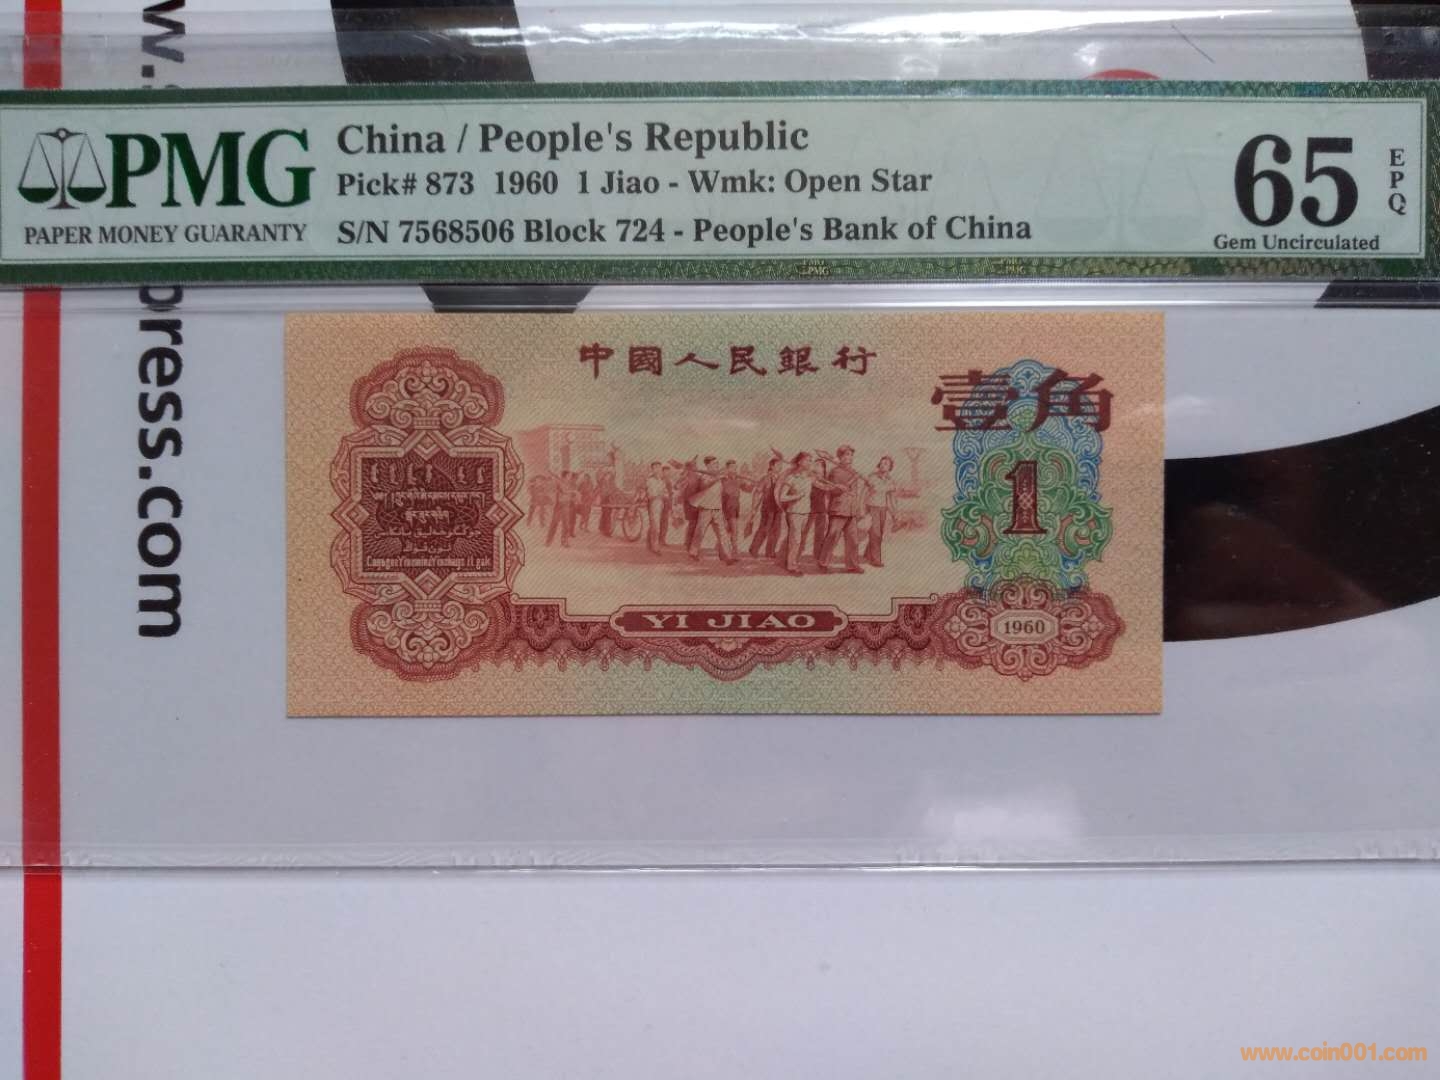 w.
press.com
PMG
PAPER MONEY GUARANTY
China / People's Republic
Pick# 873 1960 1 Jiao - Wmk: Open Star
S/N 7568506 Block 724 - People's Bank of China
65
EPQ
Gem Uncirculated
中國人民銀行
壹角
1
YI JIAO
1960
www.coin001.com